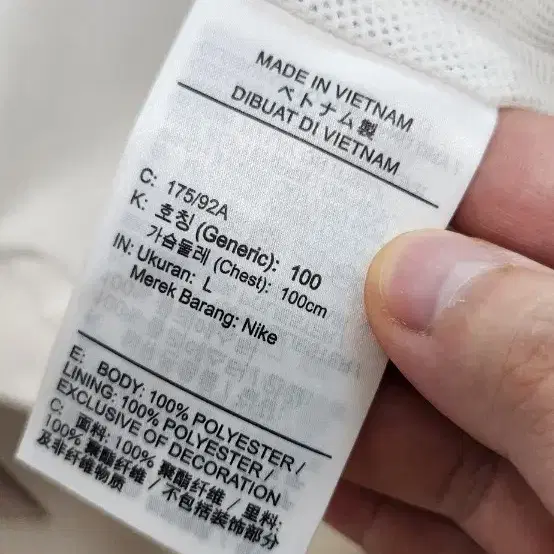 MADE IN VIETNAM
ベトナム製
DIBUAT DI VIETNAM
C: 175/92A
K: 호칭 (Generic): 100
가슴둘레 (Chest): 100cm
IN: Ukuran: L
Merek Barang: Nike
E: BODY: 100% POLYESTER /
LINING: 100% POLYESTER /
EXCLUSIVE OF DECORATION
C: 面料: 100% 聚酯纤维 / 里料:
100% 聚酯纤维 / 不包括装饰部分
及非纤维物质